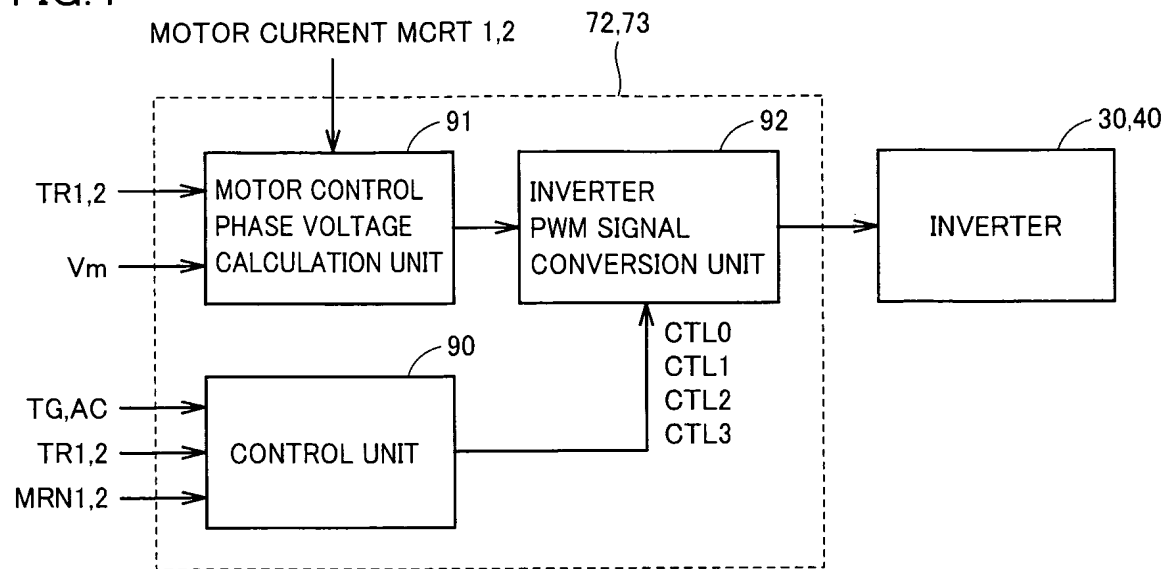 MOTOR CURRENT MCRT 1,2
72,73
91
92
30,40
TR1,2
Vm
MOTOR CONTROL
PHASE VOLTAGE
CALCULATION UNIT
INVERTER
PWM SIGNAL
CONVERSION UNIT
INVERTER
CTL0
CTL1
CTL2
CTL3
90
TG,AC
TR1,2
MRN1,2
CONTROL UNIT